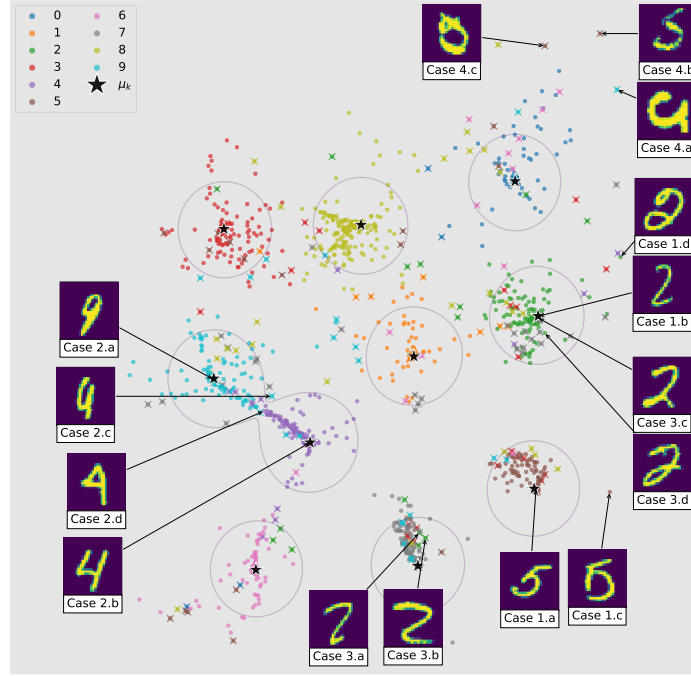 0
1
2
3
4
5
6
7
8
9
μk
Case 4.c
Case 4.b
Case 4.a
Case 1.d
Case 1.b
Case 3.c
Case 3.d
Case 2.a
Case 2.c
Case 2.d
Case 2.b
Case 3.a
Case 3.b
Case 1.a
Case 1.c